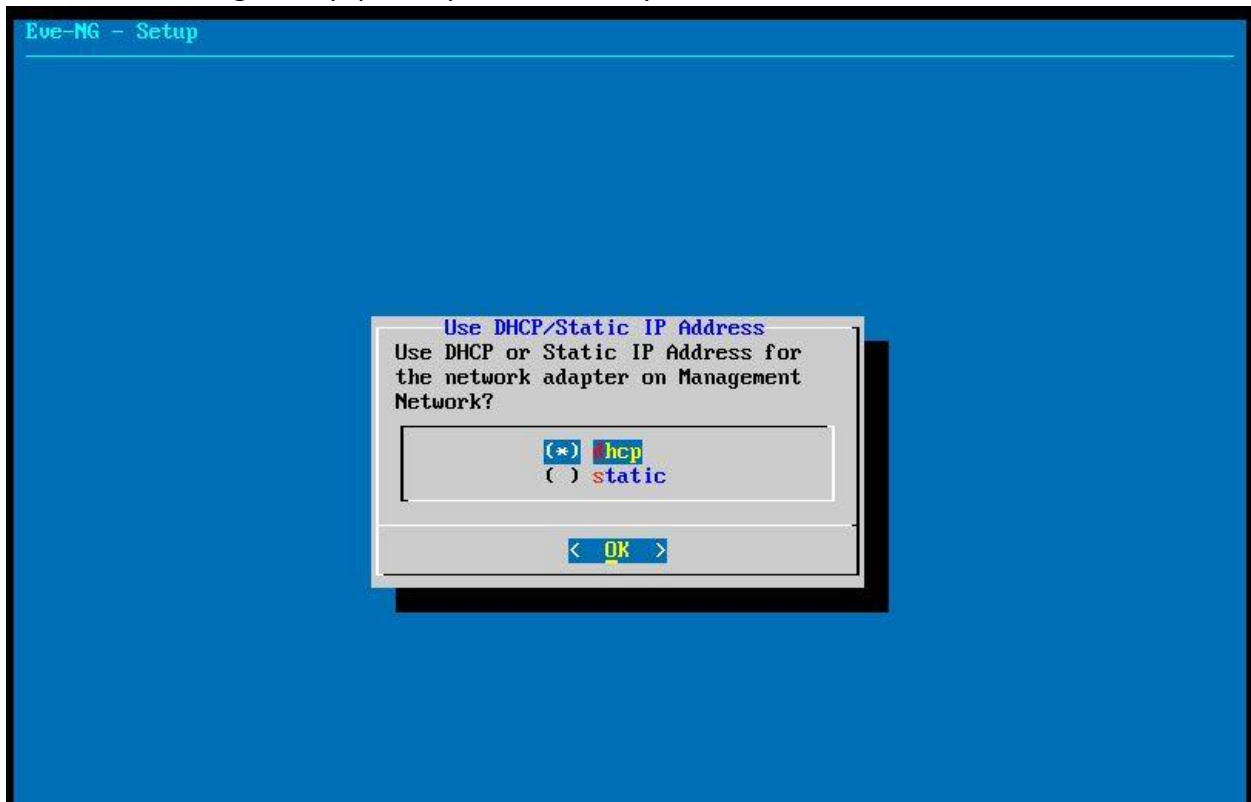 Eve-NG - Setup
Use DHCP/Static IP Address
Use DHCP or Static IP Address for
the network adapter on Management
Network?
(*) dhcp
( ) static
< OK >